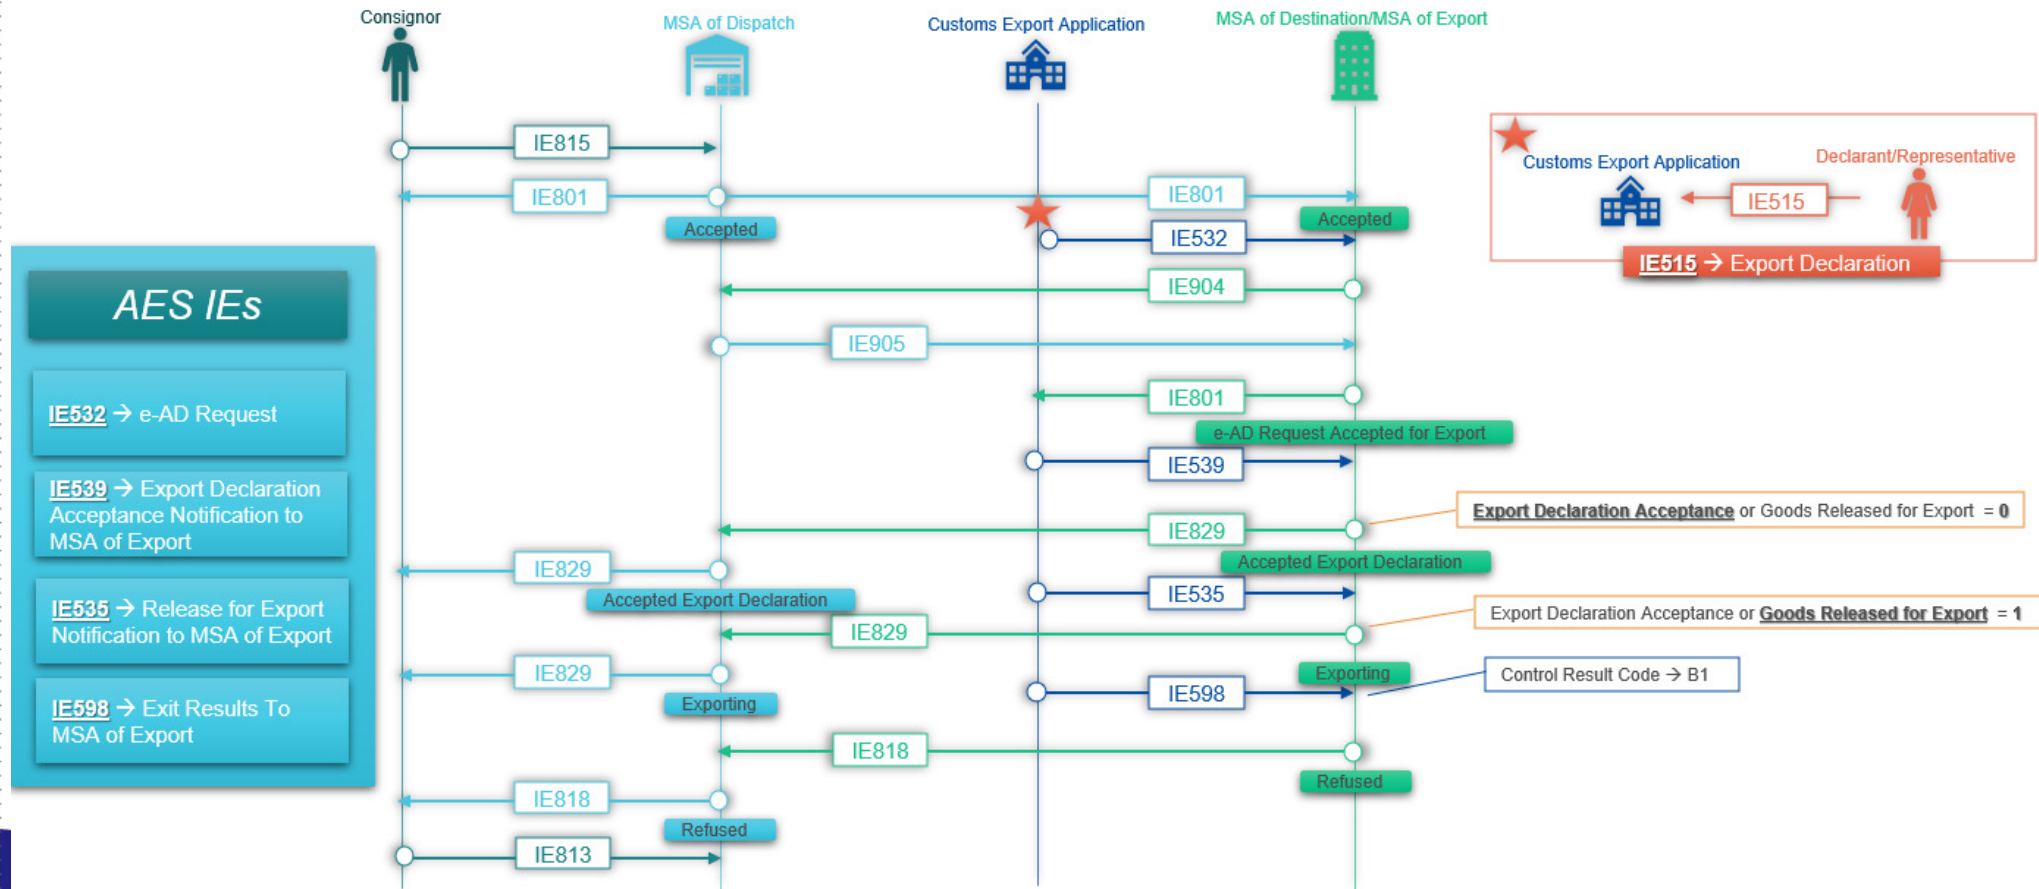 Consignor
MSA of Dispatch
Customs Export Application
MSA of Destination/MSA of Export
IE815
IE801
IE801
Accepted
Accepted
IE532
IE904
IE905
IE801
e-AD Request Accepted for Export
IE539
IE829
Accepted Export Declaration
IE829
Accepted Export Declaration
IE535
IE829
IE829
Exporting
Exporting
IE598
IE818
Refused
IE818
Refused
IE813
Customs Export Application
Declarant/Representative
IE515
IE515 → Export Declaration
Export Declaration Acceptance or Goods Released for Export = 0
Export Declaration Acceptance or Goods Released for Export = 1
Control Result Code → B1
AES IEs
IE532 → e-AD Request
IE539 → Export Declaration
Acceptance Notification to
MSA of Export
IE535 → Release for Export
Notification to MSA of Export
IE598 → Exit Results To
MSA of Export